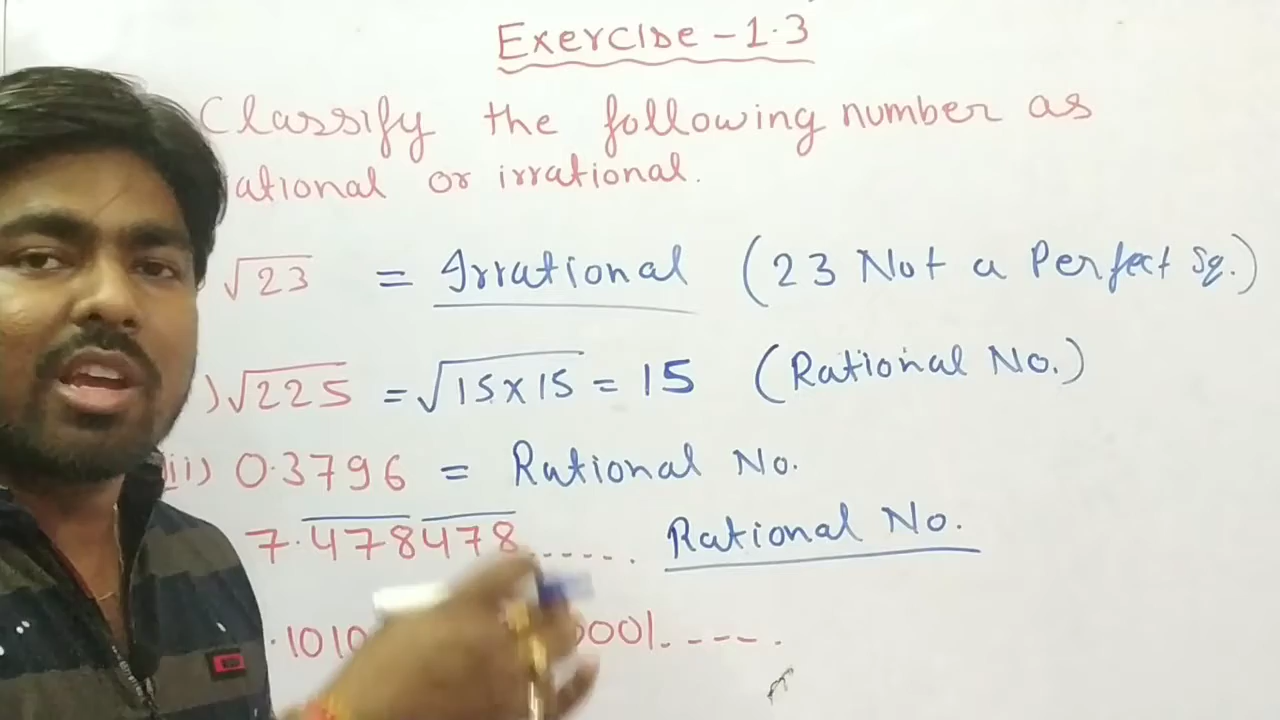 Exercise - 1.3
Classify the following number as
ational or irrational.
√23 = Irrational (23 Not a Perfect Sq.)
) √225 = √15×15 = 15 (Rational No.)
ii) 0.3796 = Rational No.
7.478478...... Rational No.
.1010 0001.----.